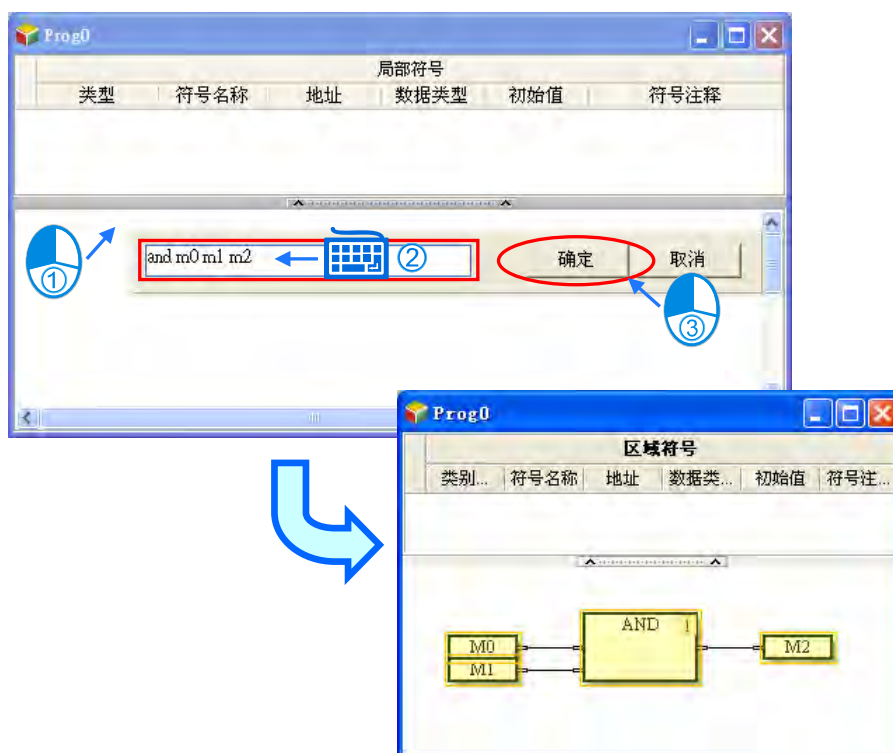 Prog0
局部符号
类型 符号名称 地址 数据类型 初始值 符号注释
and m0 m1 m2 ② 确定 取消
①
③
Prog0
区域符号
类别... 符号名称 地址 数据类... 初始值 符号注...
AND 1
M0 M2
M1